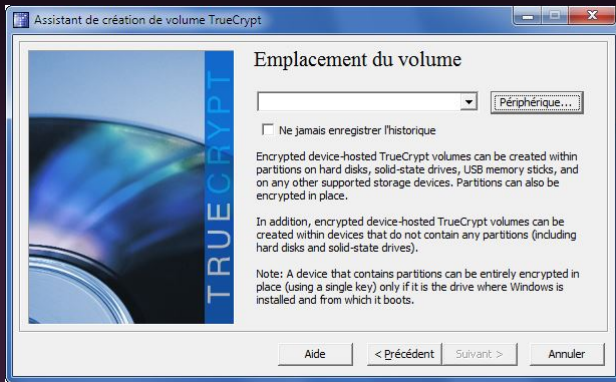 Assistant de création de volume TrueCrypt
TRUECRYPT
Emplacement du volume
Périphérique...
Ne jamais enregistrer l'historique
Encrypted device-hosted TrueCrypt volumes can be created within
partitions on hard disks, solid-state drives, USB memory sticks, and
on any other supported storage devices. Partitions can also be
encrypted in place.
In addition, encrypted device-hosted TrueCrypt volumes can be
created within devices that do not contain any partitions (including
hard disks and solid-state drives).
Note: A device that contains partitions can be entirely encrypted in
place (using a single key) only if it is the drive where Windows is
installed and from which it boots.
Aide < Précédent Suivant > Annuler